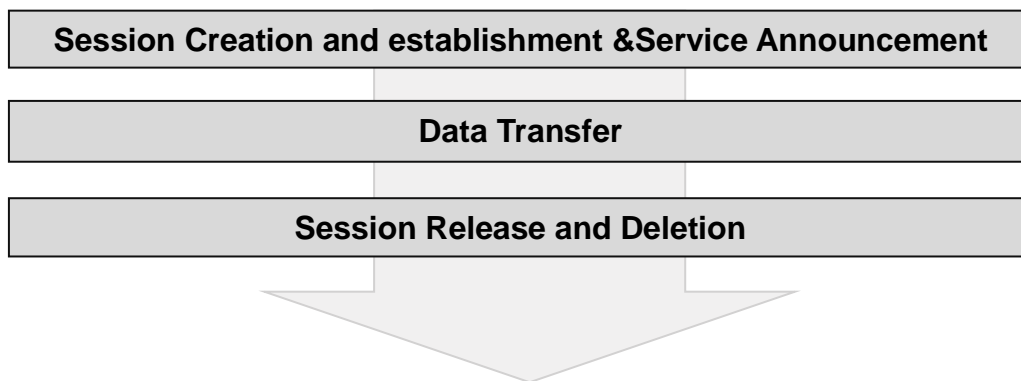 Session Creation and establishment &Service Announcement
Data Transfer
Session Release and Deletion